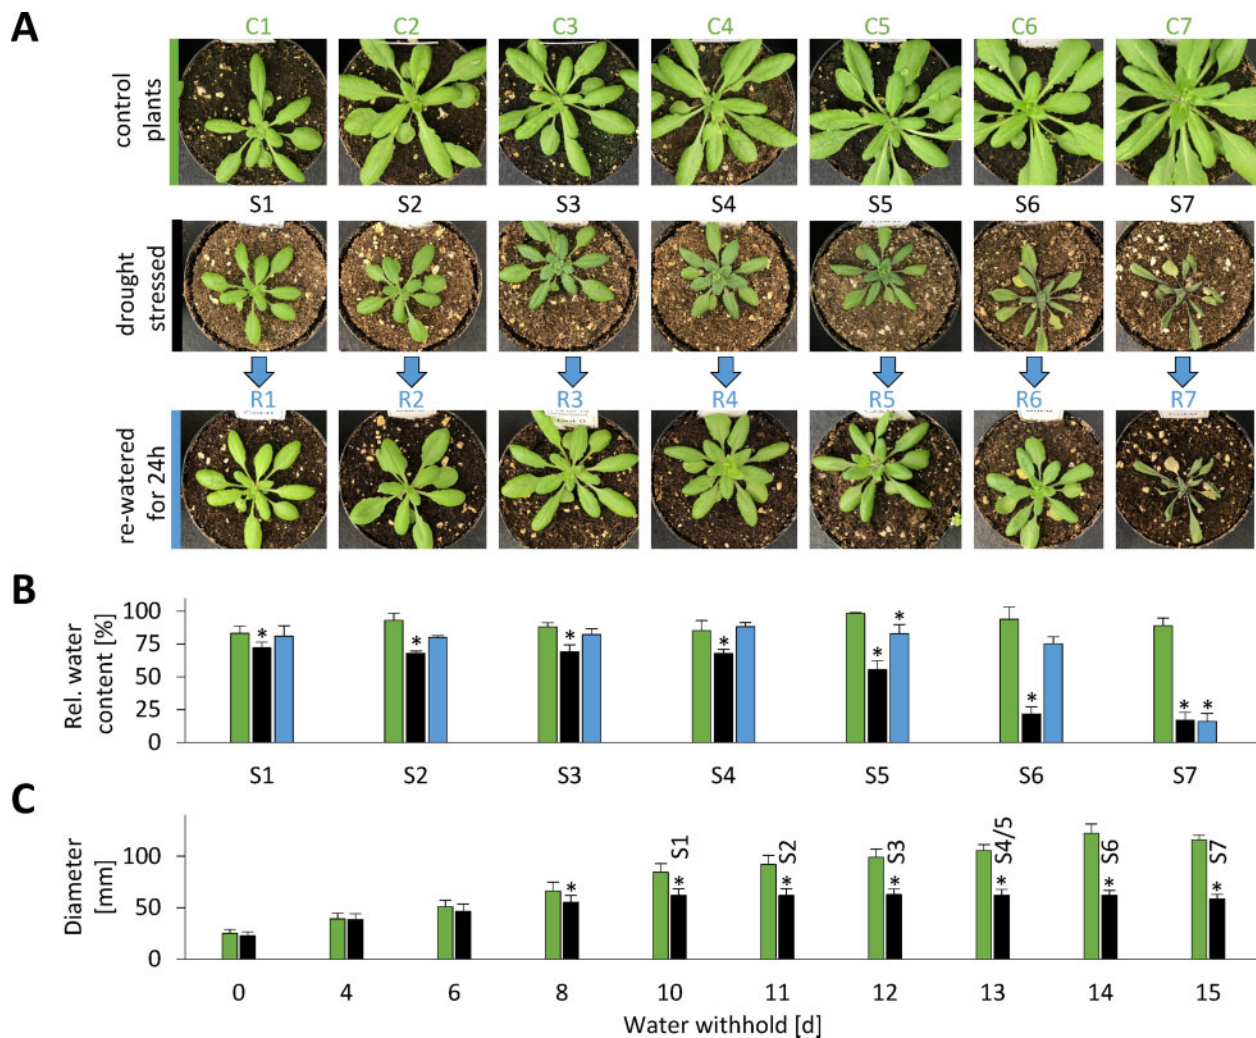 A
C1 C2 C3 C4 C5 C6 C7
control
plants
S1 S2 S3 S4 S5 S6 S7
drought
stressed
R1 R2 R3 R4 R5 R6 R7
re-watered
for 24h
B
Rel. water
content [%]
100
75
50
25
0
* * * * * * * * *
S1 S2 S3 S4 S5 S6 S7
C
Diameter
[mm]
100
50
0
S1 S2 S3 S4/5 S6 S7
* * * * * * *
0 4 6 8 10 11 12 13 14 15
Water withhold [d]